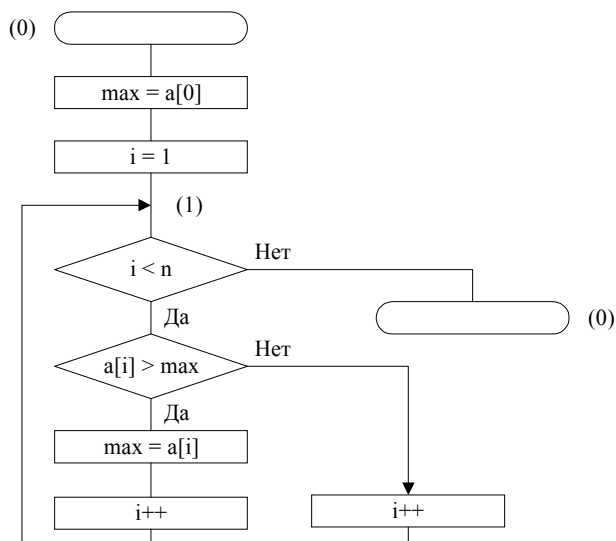 (0)
max = a[0]
i = 1
(1)
i < n
Нет
(0)
Да
a[i] > max
Нет
Да
max = a[i]
i++
i++